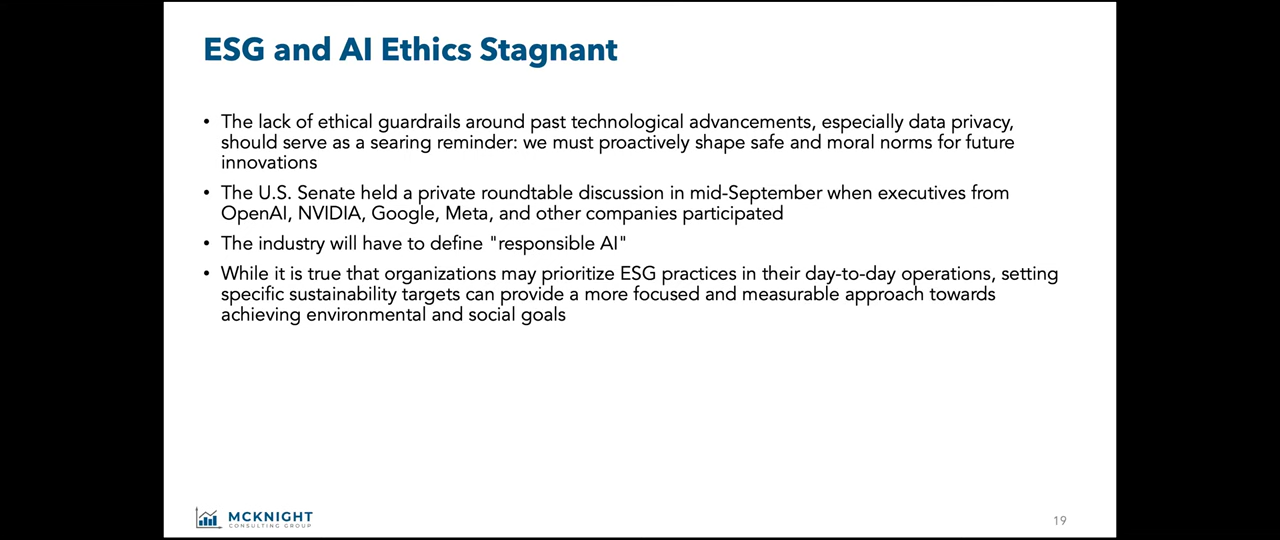 ESG and AI Ethics Stagnant
• The lack of ethical guardrails around past technological advancements, especially data privacy,
should serve as a searing reminder: we must proactively shape safe and moral norms for future
innovations
• The U.S. Senate held a private roundtable discussion in mid-September when executives from
OpenAI, NVIDIA, Google, Meta, and other companies participated
• The industry will have to define "responsible AI"
• While it is true that organizations may prioritize ESG practices in their day-to-day operations, setting
specific sustainability targets can provide a more focused and measurable approach towards
achieving environmental and social goals
MCKNIGHT
CONSULTING GROUP
19